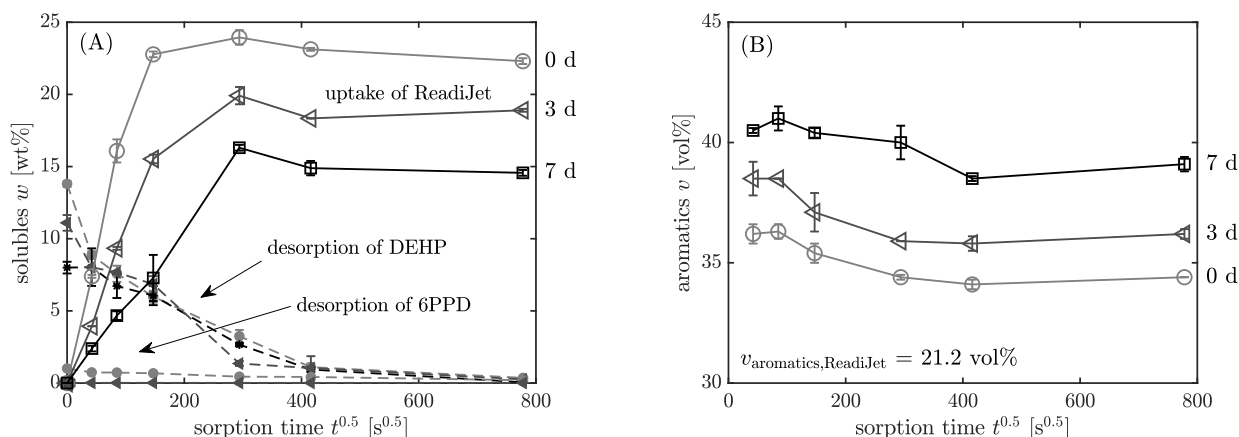 (A)
25
20
15
10
5
0
solubles w [wt%]
0 d
uptake of ReadiJet
3 d
7 d
desorption of DEHP
desorption of 6PPD
0 200 400 600 800
sorption time t^0.5 [s^0.5]
(B)
45
40
35
30
aromatics v [vol%]
7 d
3 d
0 d
v_aromatics,ReadiJet = 21.2 vol%
0 200 400 600 800
sorption time t^0.5 [s^0.5]